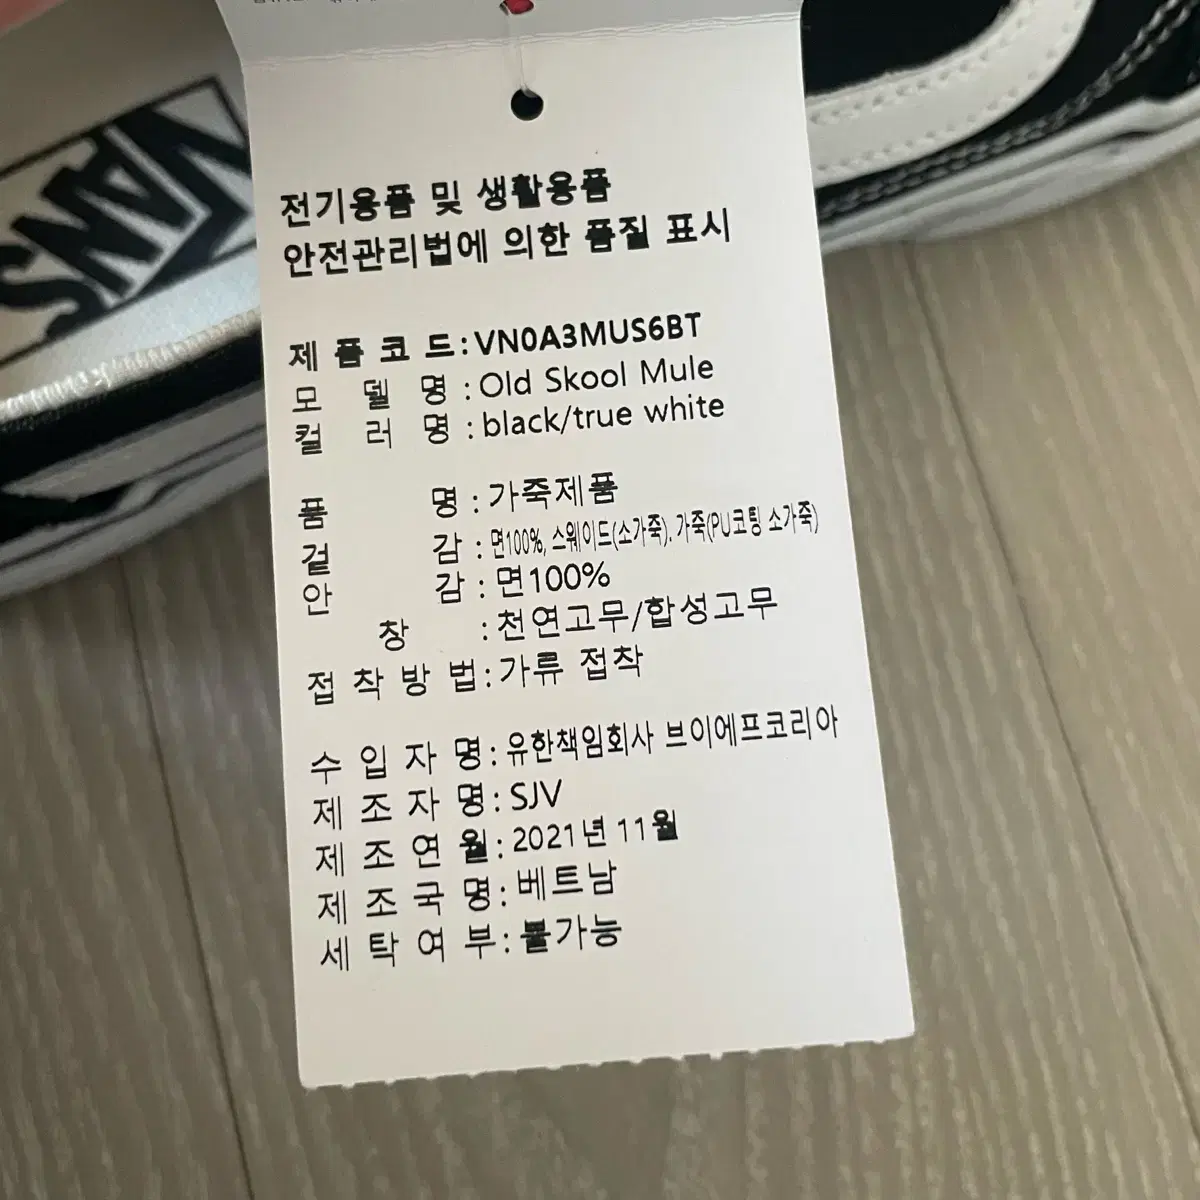 VANS
전기용품 및 생활용품
안전관리법에 의한 품질 표시
제 품 코 드 : VN0A3MUS6BT
모 델 명 : Old Skool Mule
컬 러 명 : black/true white
품 명 : 가죽제품
겉 감 : 면100%, 스웨이드(소가죽). 가죽(PU코팅 소가죽)
안 감 : 면100%
창 : 천연고무/합성고무
접 착 방 법 : 가류 접착
수 입 자 명 : 유한책임회사 브이에프코리아
제 조 자 명 : SJV
제 조 연 월 : 2021년 11월
제 조 국 명 : 베트남
세 탁 여 부 : 불가능